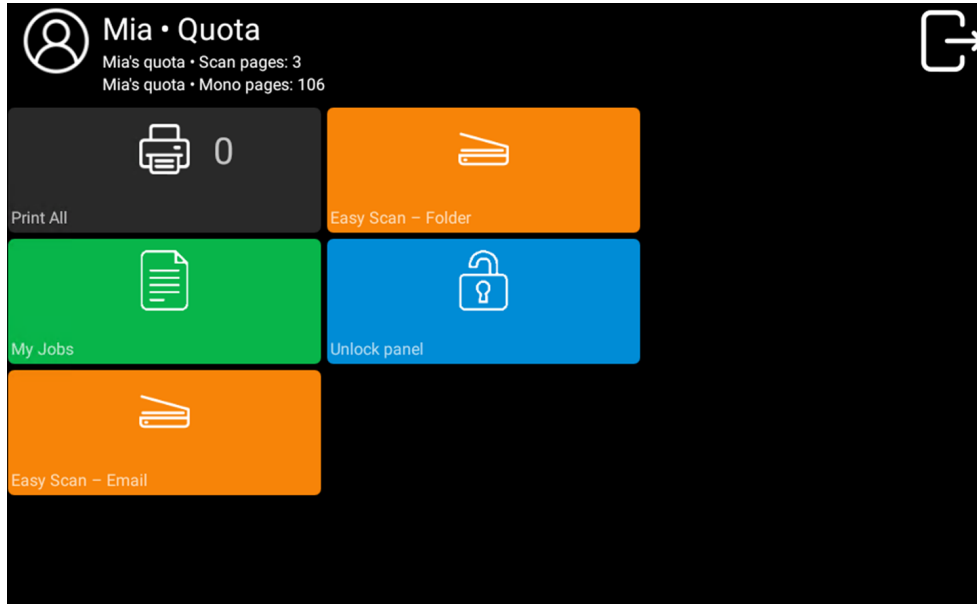 Mia • Quota
Mia's quota • Scan pages: 3
Mia's quota • Mono pages: 106
0
Print All
Easy Scan – Folder
My Jobs
Unlock panel
Easy Scan – Email